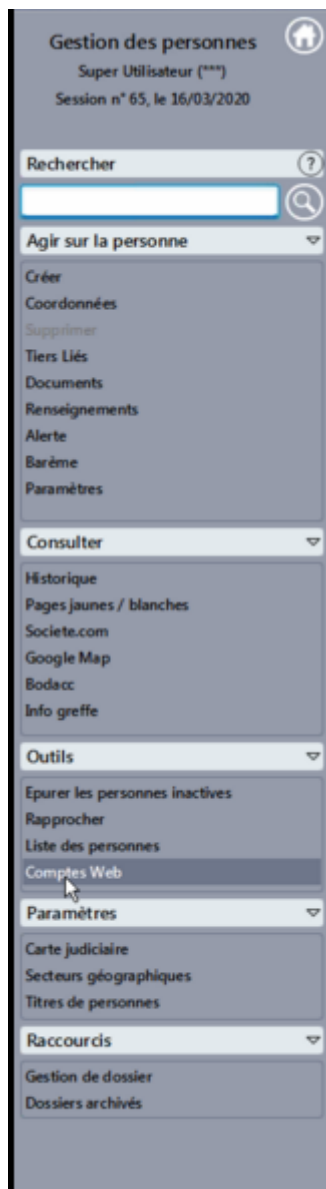 Gestion des personnes
Super Utilisateur (***)
Session n° 65, le 16/03/2020
Rechercher
?
Agir sur la personne
Créer
Coordonnées
Supprimer
Tiers Liés
Documents
Renseignements
Alerte
Barème
Paramètres
Consulter
Historique
Pages jaunes / blanches
Societe.com
Google Map
Bodacc
Info greffe
Outils
Epurer les personnes inactives
Rapprocher
Liste des personnes
Comptes Web
Paramètres
Carte judiciaire
Secteurs géographiques
Titres de personnes
Raccourcis
Gestion de dossier
Dossiers archivés